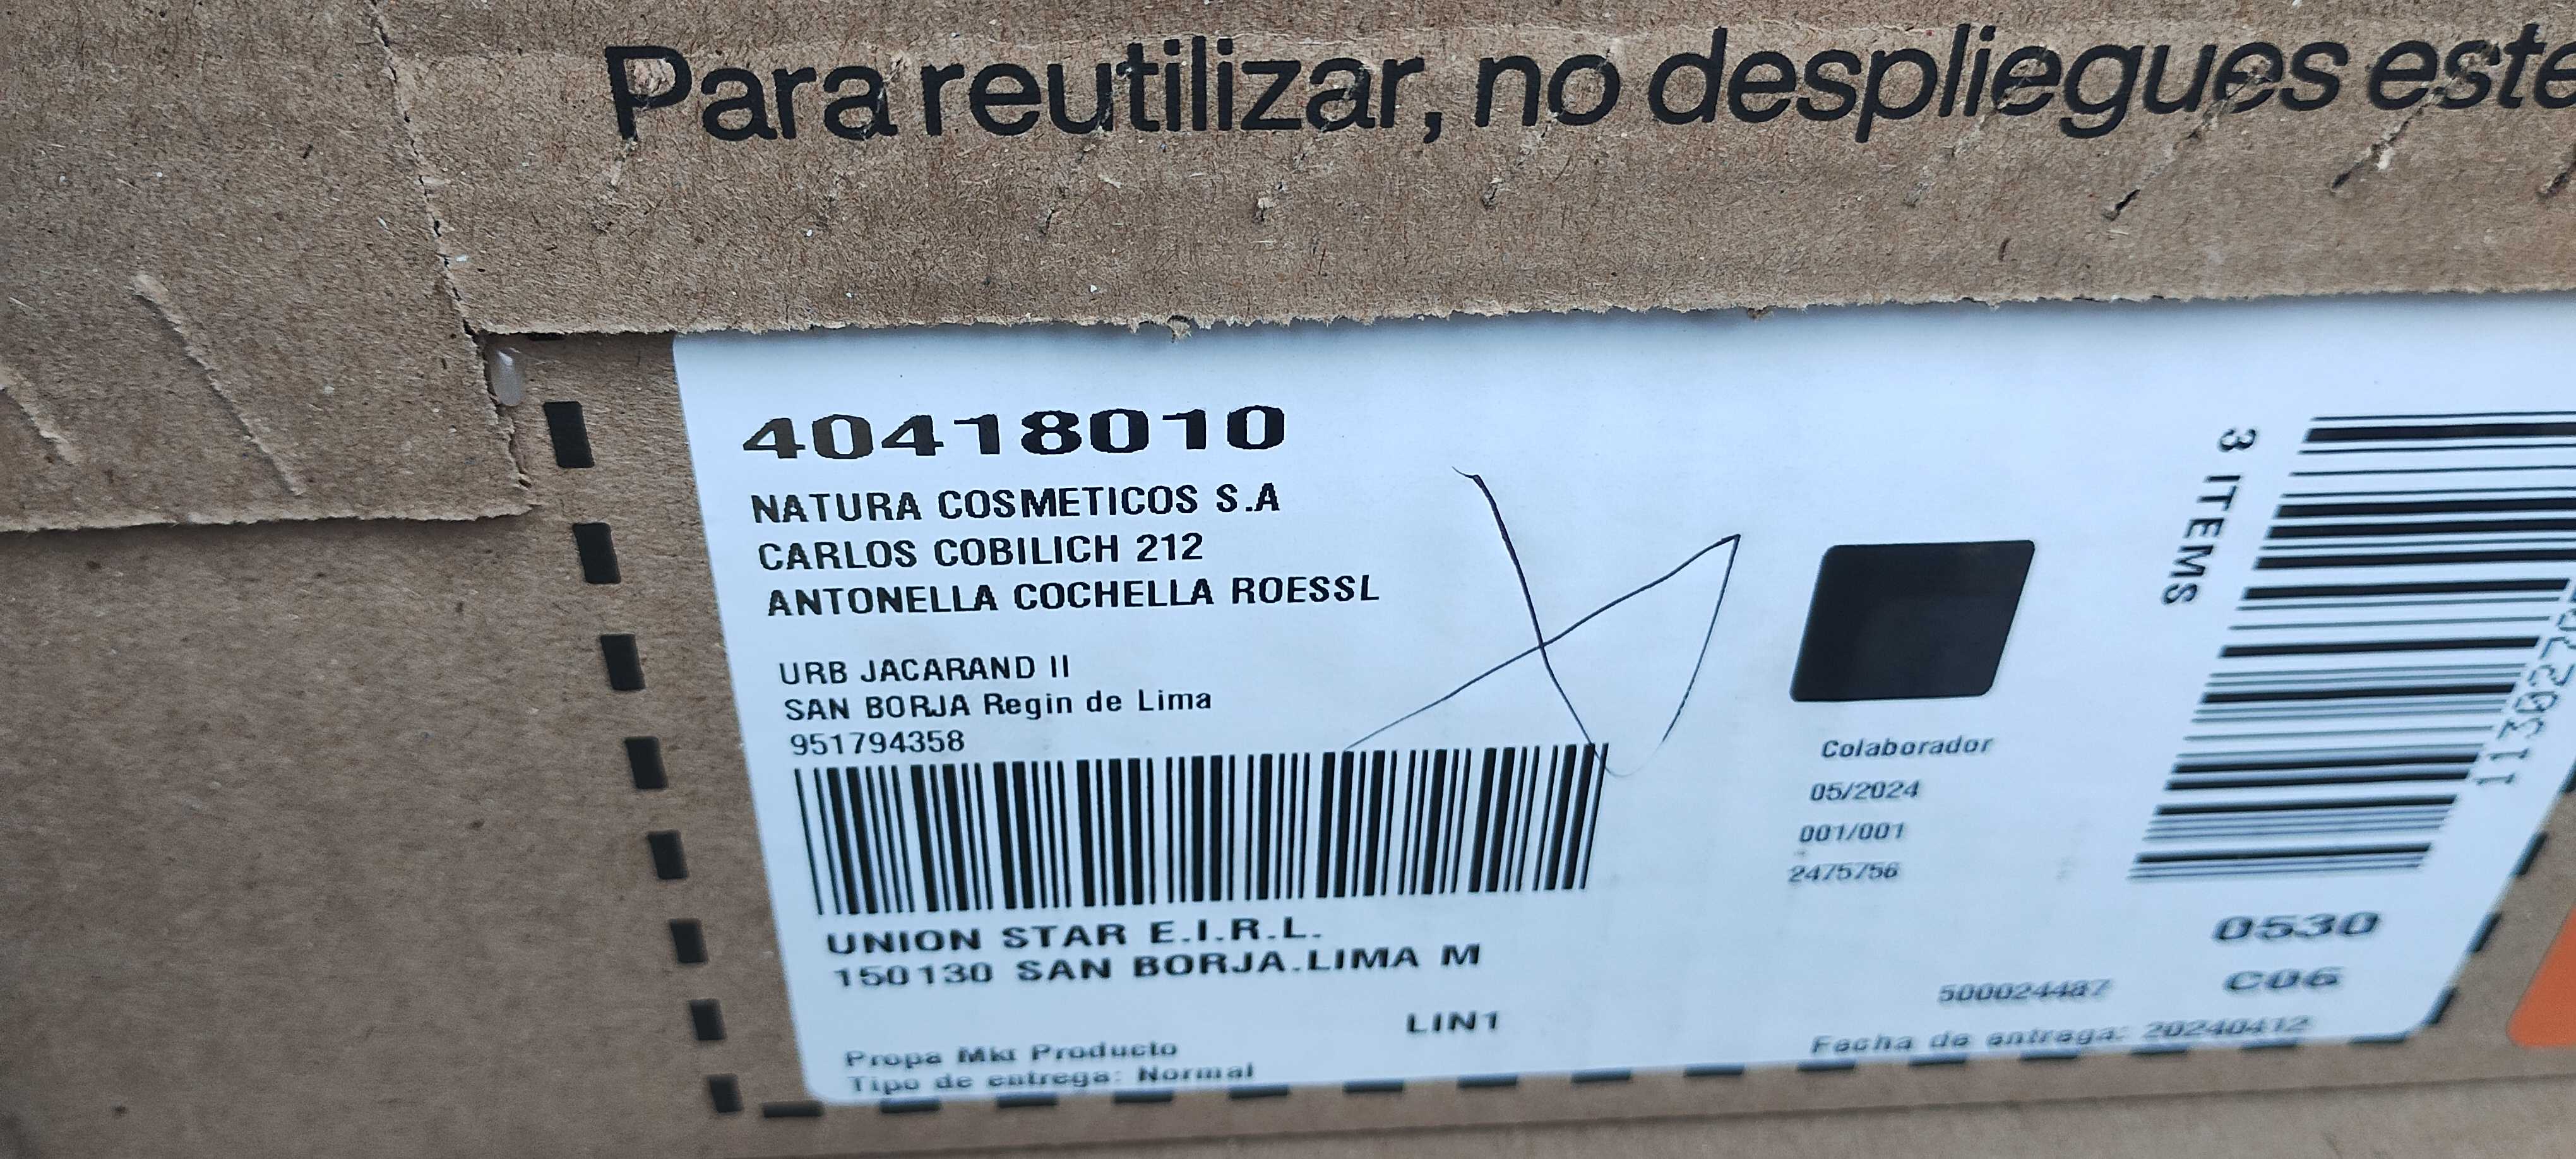 Para reutilizar, no despliegues este
40418010
NATURA COSMETICOS S.A
CARLOS COBILICH 212
ANTONELLA COCHELLA ROESSL
URB JACARAND II
SAN BORJA Regin de Lima
951794358
UNION STAR E.I.R.L.
150130 SAN BORJA.LIMA M
LIN1
Propa Mkt Producto
Tipo de entrega: Normal
Colaborador
05/2024
001/001
2475756
3 ITEMS
0530
C06
500024487
Fecha de entrega: 20240412